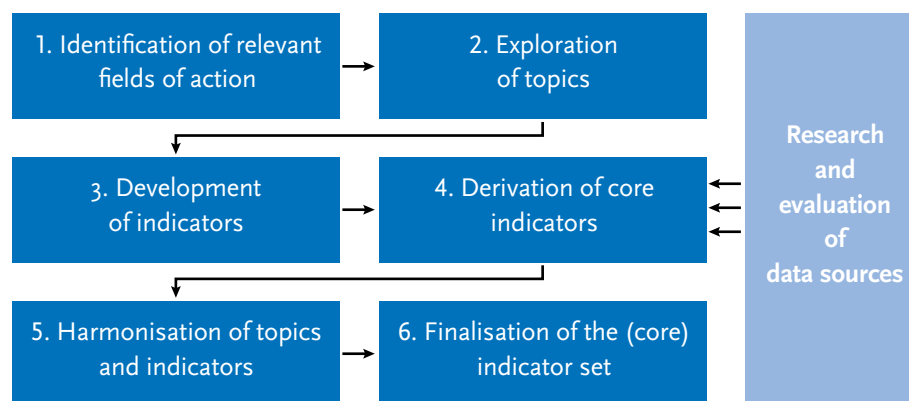 1. Identification of relevant
fields of action
2. Exploration
of topics
3. Development
of indicators
4. Derivation of core
indicators
5. Harmonisation of topics
and indicators
6. Finalisation of the (core)
indicator set
Research
and
evaluation
of
data sources